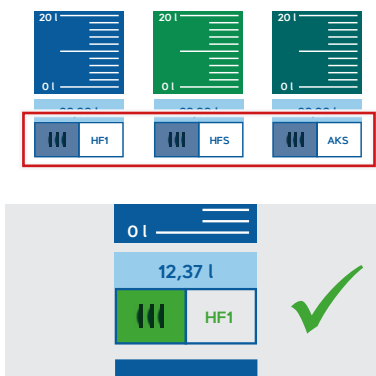 20 l 20 l 20 l
0 l 0 l 0 l
HF1 HFS AKS
0 l
12,37 l
HF1